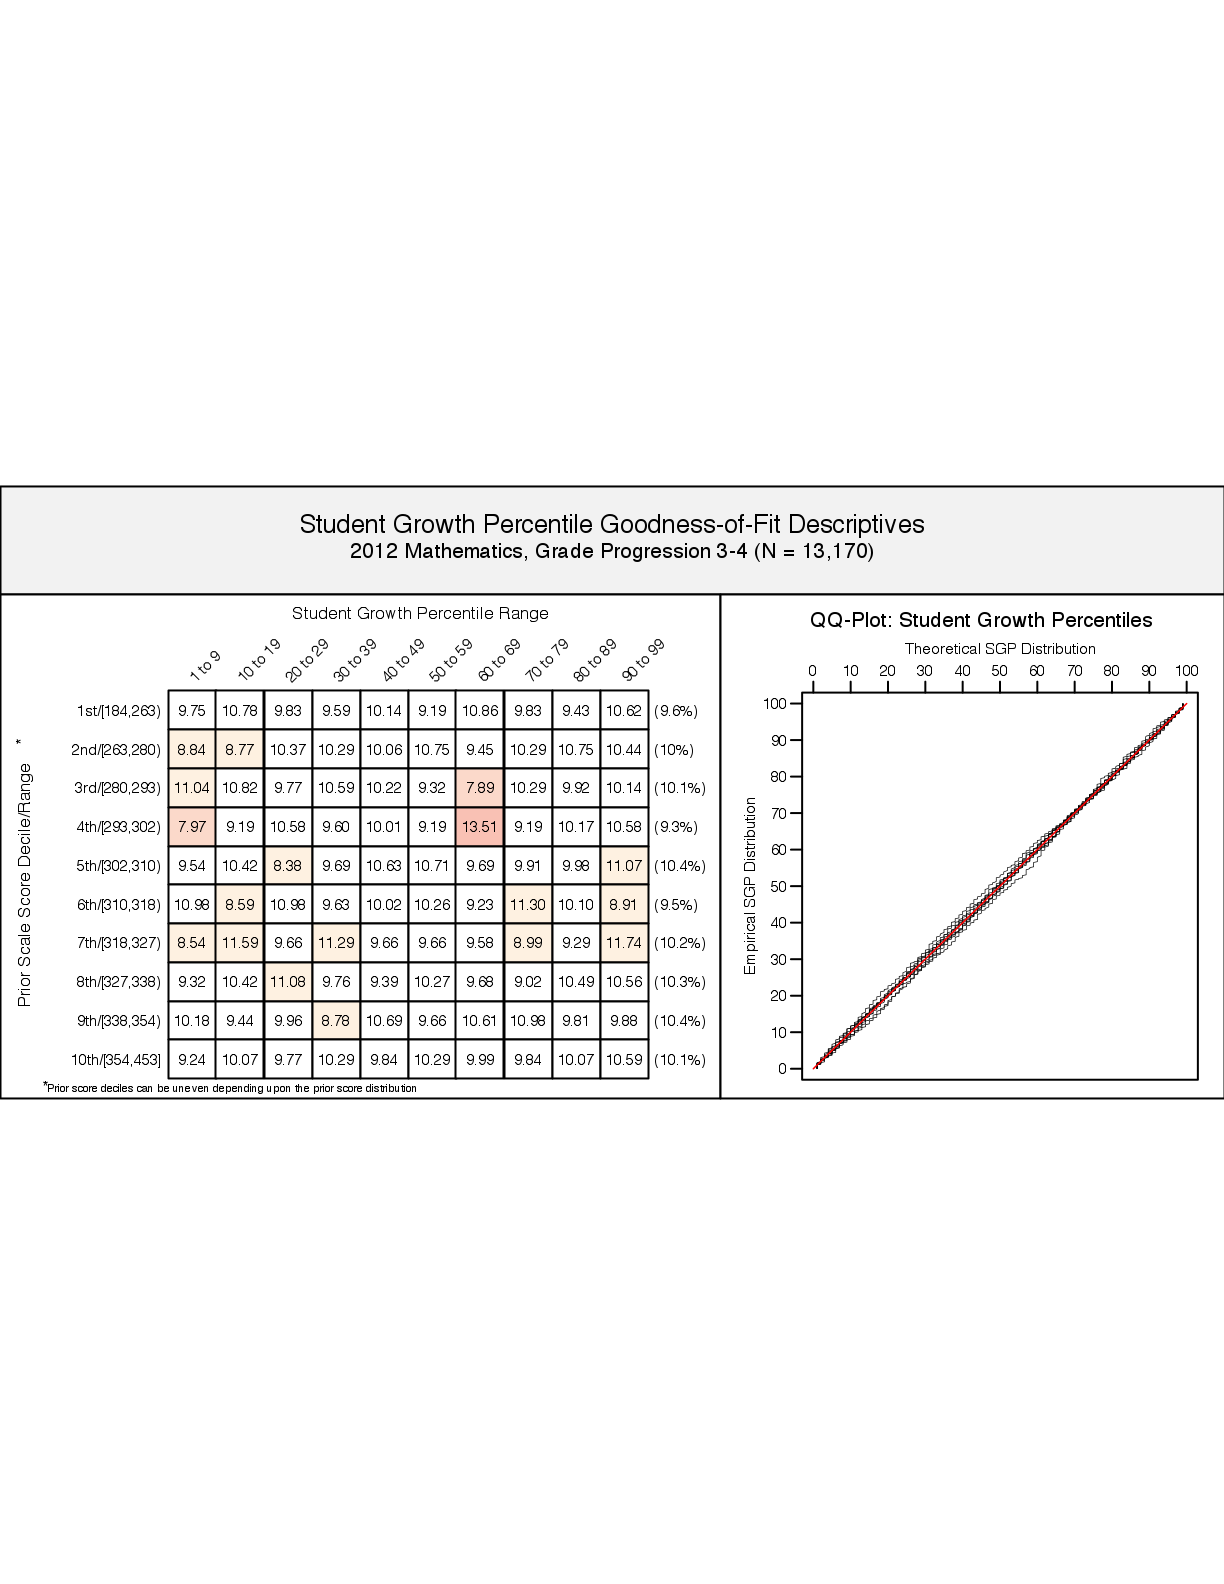 Student Growth Percentile Goodness-of-Fit Descriptives
2012 Mathematics, Grade Progression 3-4 (N = 13,170)
Student Growth Percentile Range
1 to 9 10 to 19 20 to 29 30 to 39 40 to 49 50 to 59 60 to 69 70 to 79 80 to 89 90 to 99
Prior Scale Score Decile/Range *
1st/[184,263) 9.75 10.78 9.83 9.59 10.14 9.19 10.86 9.83 9.43 10.62 (9.6%)
2nd/[263,280) 8.84 8.77 10.37 10.29 10.06 10.75 9.45 10.29 10.75 10.44 (10%)
3rd/[280,293) 11.04 10.82 9.77 10.59 10.22 9.32 7.89 10.29 9.92 10.14 (10.1%)
4th/[293,302) 7.97 9.19 10.58 9.60 10.01 9.19 13.51 9.19 10.17 10.58 (9.3%)
5th/[302,310) 9.54 10.42 8.38 9.69 10.63 10.71 9.69 9.91 9.98 11.07 (10.4%)
6th/[310,318) 10.98 8.59 10.98 9.63 10.02 10.26 9.23 11.30 10.10 8.91 (9.5%)
7th/[318,327) 8.54 11.59 9.66 11.29 9.66 9.66 9.58 8.99 9.29 11.74 (10.2%)
8th/[327,338) 9.32 10.42 11.08 9.76 9.39 10.27 9.68 9.02 10.49 10.56 (10.3%)
9th/[338,354) 10.18 9.44 9.96 8.78 10.69 9.66 10.61 10.98 9.81 9.88 (10.4%)
10th/[354,453] 9.24 10.07 9.77 10.29 9.84 10.29 9.99 9.84 10.07 10.59 (10.1%)
*Prior score deciles can be uneven depending upon the prior score distribution
QQ-Plot: Student Growth Percentiles
Theoretical SGP Distribution
0 10 20 30 40 50 60 70 80 90 100
Empirical SGP Distribution
100
90
80
70
60
50
40
30
20
10
0